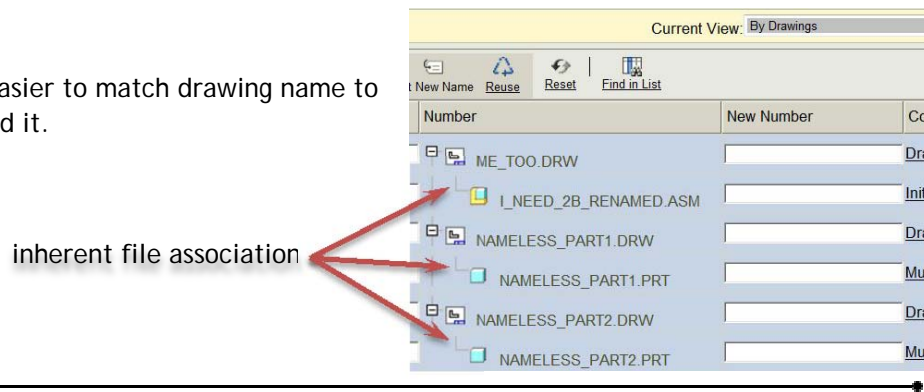 Current View: By Drawings
asier to match drawing name to
d it.
t New Name Reuse Reset Find in List
Number New Number Co
ME_TOO.DRW Dra
I_NEED_2B_RENAMED.ASM Init
inherent file association
NAMELESS_PART1.DRW Dra
NAMELESS_PART1.PRT Mu
NAMELESS_PART2.DRW Dra
NAMELESS_PART2.PRT Mu